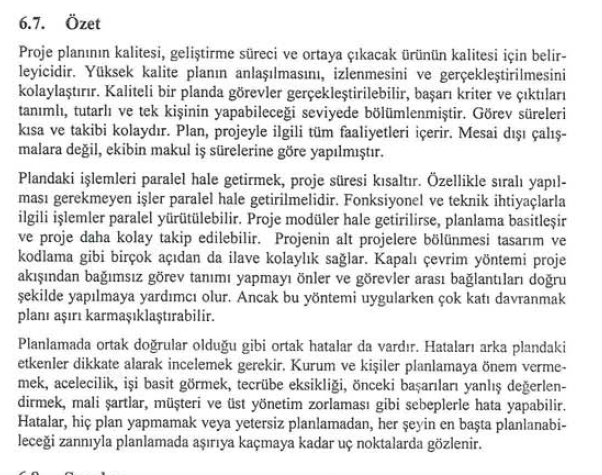 6.7. Özet
Proje planının kalitesi, geliştirme süreci ve ortaya çıkacak ürünün kalitesi için belir-
leyicidir. Yüksek kalite planın anlaşılmasını, izlenmesini ve gerçekleştirilmesini
kolaylaştırır. Kaliteli bir planda görevler gerçekleştirilebilir, başarı kriter ve çıktıları
tanımlı, tutarlı ve tek kişinin yapabileceği seviyede bölümlenmiştir. Görev süreleri
kısa ve takibi kolaydır. Plan, projeyle ilgili tüm faaliyetleri içerir. Mesai dışı çalış-
malara değil, ekibin makul iş sürelerine göre yapılmıştır.
Plandaki işlemleri paralel hale getirmek, proje süresi kısaltır. Özellikle sıralı yapıl-
ması gerekmeyen işler paralel hale getirilmelidir. Fonksiyonel ve teknik ihtiyaçlarla
ilgili işlemler paralel yürütülebilir. Proje modüler hale getirilirse, planlama basitleşir
ve proje daha kolay takip edilebilir. Projenin alt projelere bölünmesi tasarım ve
kodlama gibi birçok açıdan da ilave kolaylık sağlar. Kapalı çevrim yöntemi proje
akışından bağımsız görev tanımı yapmayı önler ve görevler arası bağlantıları doğru
şekilde yapılmaya yardımcı olur. Ancak bu yöntemi uygularken çok katı davranmak
planı aşırı karmaşıklaştırabilir.
Planlamada ortak doğrular olduğu gibi ortak hatalar da vardır. Hataları arka plandaki
etkenler dikkate alarak incelemek gerekir. Kurum ve kişiler planlamaya önem verme-
mek, acelecilik, işi basit görmek, tecrübe eksikliği, önceki başarıları yanlış değerlen-
dirmek, mali şartlar, müşteri ve üst yönetim zorlaması gibi sebeplerle hata yapabilir.
Hatalar, hiç plan yapmamak veya yetersiz planlamadan, her şeyin en başta planlanabi-
leceği zannıyla planlamada aşırıya kaçmaya kadar uç noktalarda gözlenir.